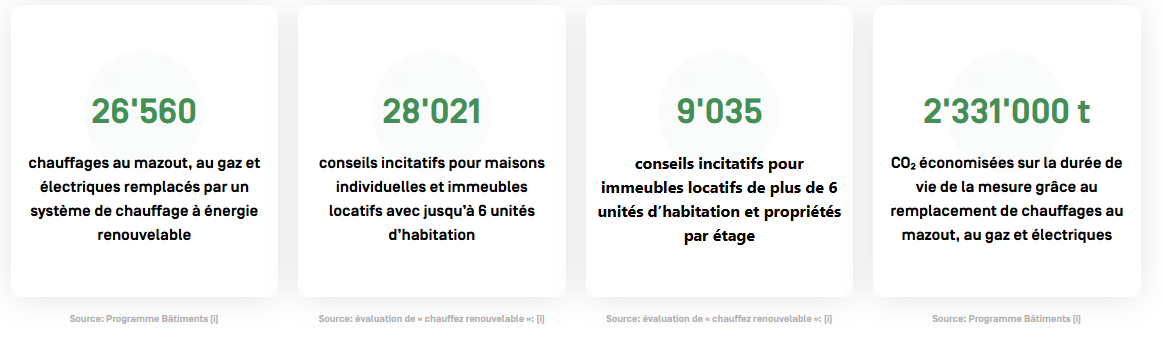 26'560
chauffages au mazout, au gaz et
électriques remplacés par un
système de chauffage à énergie
renouvelable
Source: Programme Bâtiments [i]
28'021
conseils incitatifs pour maisons
individuelles et immeubles
locatifs avec jusqu'à 6 unités
d'habitation
Source: évaluation de « chauffez renouvelable »: [i]
9'035
conseils incitatifs pour
immeubles locatifs de plus de 6
unités d´habitation et propriétés
par étage
Source: évaluation de « chauffez renouvelable »: [i]
2'331'000 t
CO₂ économisées sur la durée de
vie de la mesure grâce au
remplacement de chauffages au
mazout, au gaz et électriques
Source: Programme Bâtiments [i]